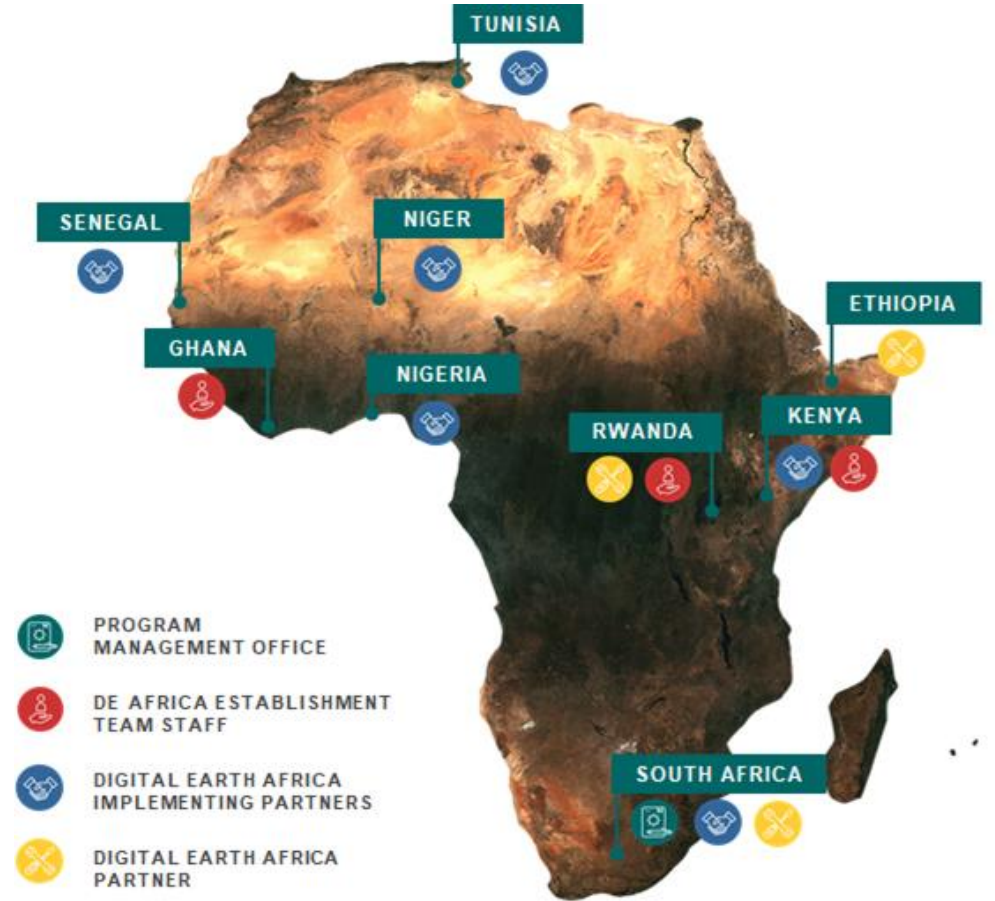 TUNISIA
SENEGAL
NIGER
ETHIOPIA
GHANA
NIGERIA
KENYA
RWANDA
PROGRAM
MANAGEMENT OFFICE
DE AFRICA ESTABLISHMENT
TEAM STAFF
DIGITAL EARTH AFRICA
IMPLEMENTING PARTNERS
SOUTH AFRICA
DIGITAL EARTH AFRICA
PARTNER